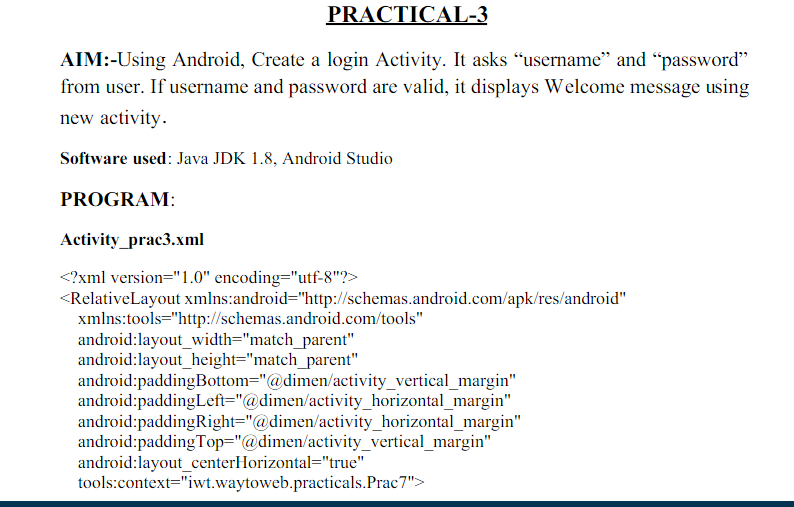 PRACTICAL-3
AIM:-Using Android, Create a login Activity. It asks “username” and “password”
from user. If username and password are valid, it displays Welcome message using
new activity.
Software used: Java JDK 1.8, Android Studio
PROGRAM:
Activity_prac3.xml
<?xml version="1.0" encoding="utf-8"?>
<RelativeLayout xmlns:android="http://schemas.android.com/apk/res/android"
xmlns:tools="http://schemas.android.com/tools"
android:layout_width="match_parent"
android:layout_height="match_parent"
android:paddingBottom="@dimen/activity_vertical_margin"
android:paddingLeft="@dimen/activity_horizontal_margin"
android:paddingRight="@dimen/activity_horizontal_margin"
android:paddingTop="@dimen/activity_vertical_margin"
android:layout_centerHorizontal="true"
tools:context="iwt.waytoweb.practicals.Prac7">